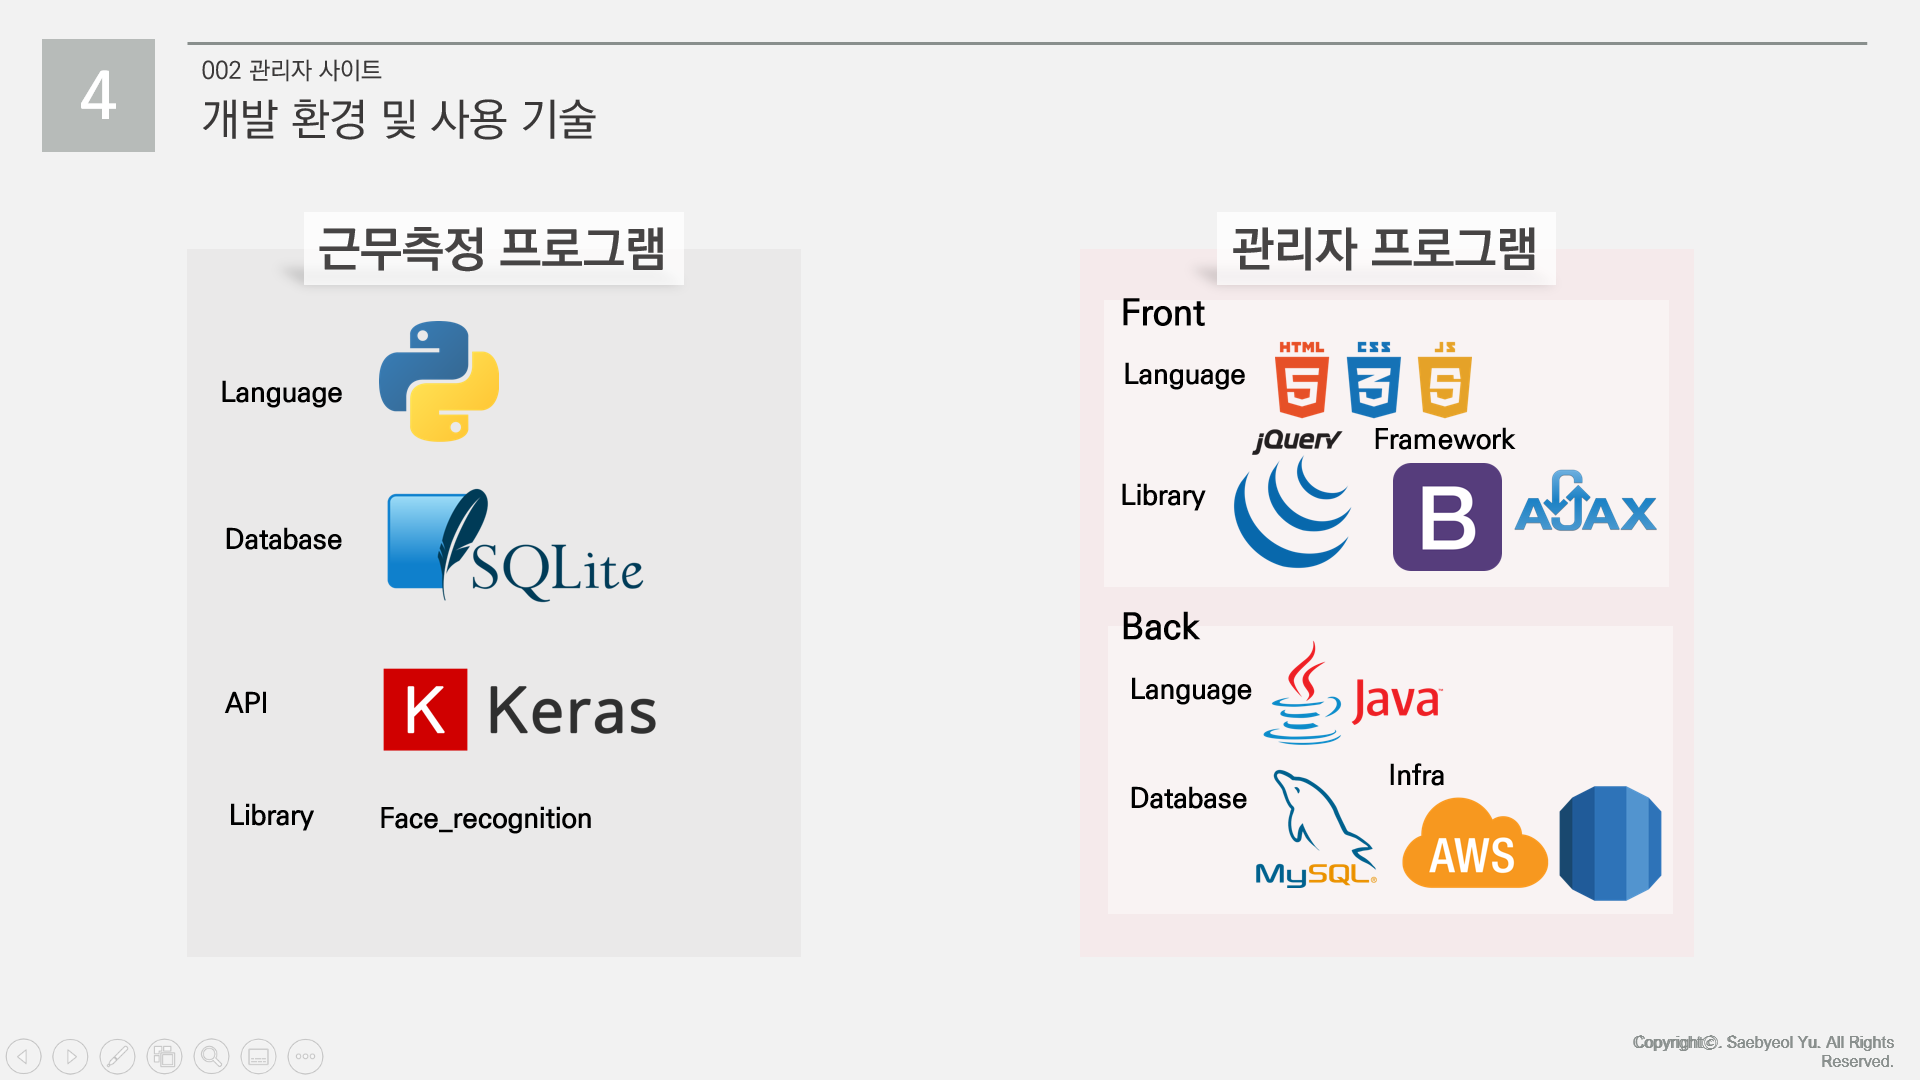 4
002 관리자 사이트
개발 환경 및 사용 기술
근무측정 프로그램
Language
Database
SQLite
API
K Keras
Library
Face_recognition
관리자 프로그램
Front
Language
HTML
5
CSS
3
JS
5
jQuery
Framework
Library
B
AJAX
Back
Language
Java™
Database
MySQL®
Infra
AWS
Copyright©. Saebyeol Yu. All Rights
Reserved.